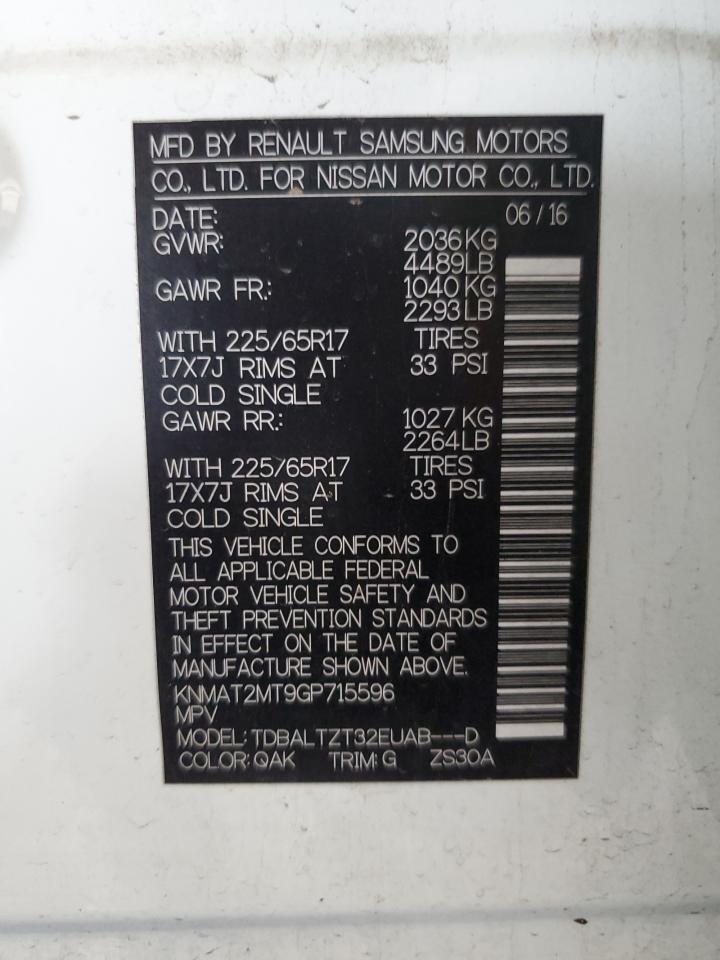 MFD BY RENAULT SAMSUNG MOTORS
CO., LTD. FOR NISSAN MOTOR CO., LTD.
DATE: 06 / 16
GVWR: 2036 KG
4489 LB
GAWR FR.: 1040 KG
2293 LB
WITH 225/65R17 TIRES
17X7J RIMS AT 33 PSI
COLD SINGLE
GAWR RR.: 1027 KG
2264 LB
WITH 225/65R17 TIRES
17X7J RIMS AT 33 PSI
COLD SINGLE
THIS VEHICLE CONFORMS TO
ALL APPLICABLE FEDERAL
MOTOR VEHICLE SAFETY AND
THEFT PREVENTION STANDARDS
IN EFFECT ON THE DATE OF
MANUFACTURE SHOWN ABOVE.
KNMAT2MT9GP715596
MPV
MODEL: TDBALTZT32EUAB---D
COLOR: QAK TRIM: G ZS30A